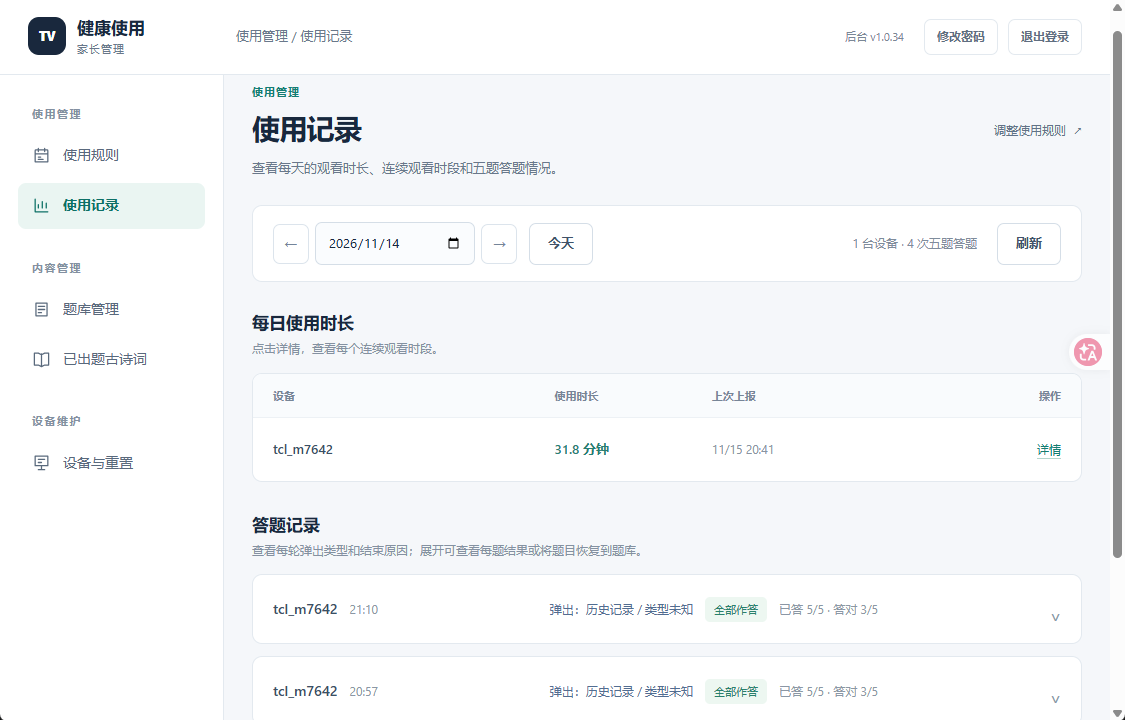 TV
健康使用
家长管理
使用管理 / 使用记录
后台 v1.0.34
修改密码
退出登录
使用管理
使用规则
使用记录
内容管理
题库管理
已出题古诗词
设备维护
设备与重置
使用管理
使用记录
调整使用规则 ↗
查看每天的观看时长、连续观看时段和五题答题情况。
←
2026/11/14
→
今天
1 台设备 · 4 次五题答题
刷新
每日使用时长
点击详情，查看每个连续观看时段。
设备 使用时长 上次上报 操作
tcl_m7642 31.8 分钟 11/15 20:41 详情
答题记录
查看每轮弹出类型和结束原因；展开可查看每题结果或将题目恢复到题库。
tcl_m7642 21:10 弹出：历史记录 / 类型未知 全部作答 已答 5/5 · 答对 3/5
tcl_m7642 20:57 弹出：历史记录 / 类型未知 全部作答 已答 5/5 · 答对 3/5